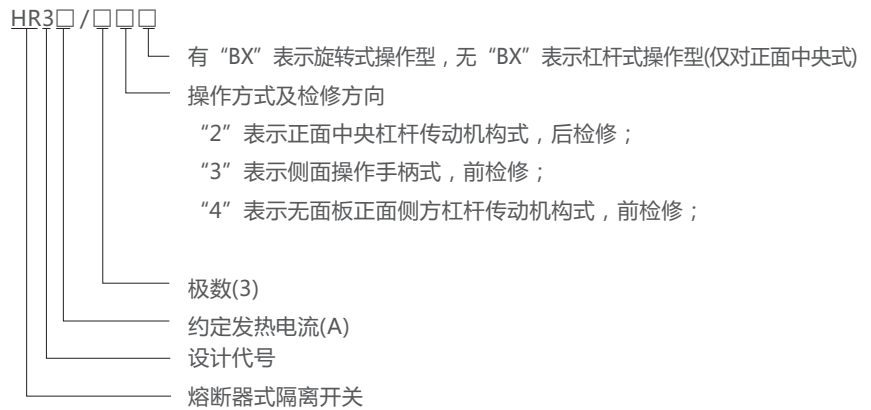 HR3□/□□□
有“BX”表示旋转式操作型，无“BX”表示杠杆式操作型(仅对正面中央式)
操作方式及检修方向
“2”表示正面中央杠杆传动机构式，后检修；
“3”表示侧面操作手柄式，前检修；
“4”表示无面板正面侧方杠杆传动机构式，前检修；
极数(3)
约定发热电流(A)
设计代号
熔断器式隔离开关